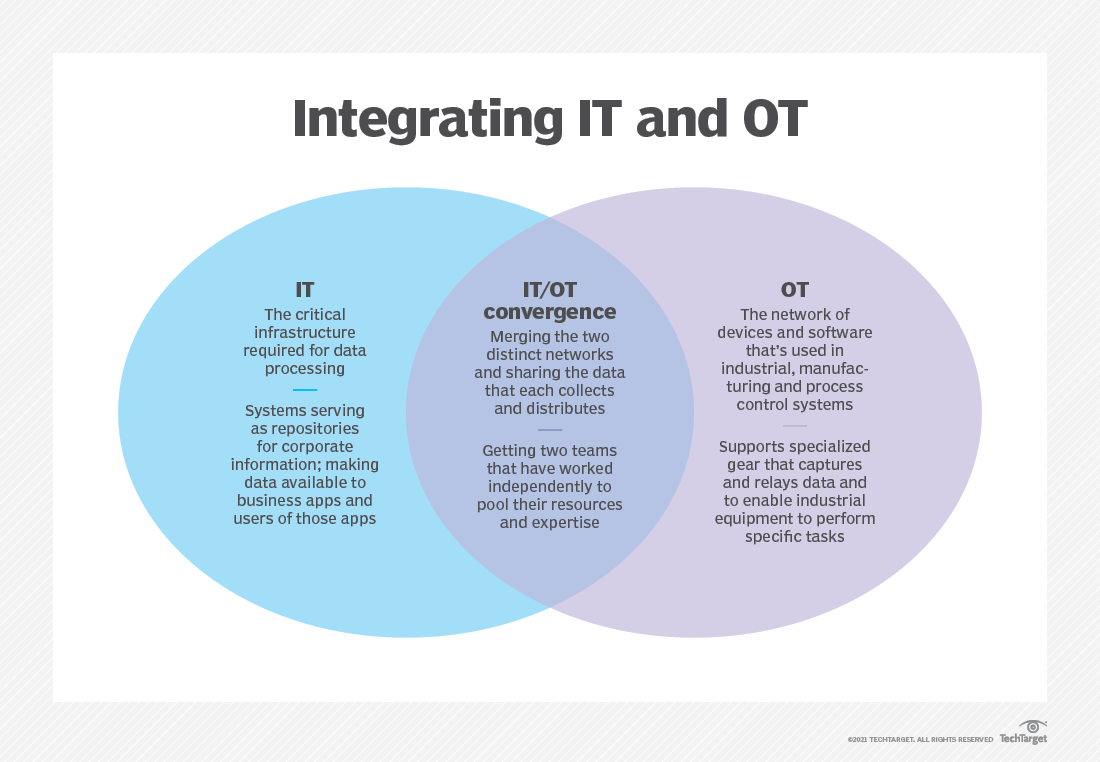 Integrating IT and OT
IT
The critical
infrastructure
required for data
processing
Systems serving
as repositories
for corporate
information; making
data available to
business apps and
users of those apps
IT/OT
convergence
Merging the two
distinct networks
and sharing the data
that each collects
and distributes
Getting two teams
that have worked
independently to
pool their resources
and expertise
OT
The network of
devices and software
that's used in
industrial, manufac-
turing and process
control systems
Supports specialized
gear that captures
and relays data and
to enable industrial
equipment to perform
specific tasks
©2021 TECHTARGET. ALL RIGHTS RESERVED
TechTarget